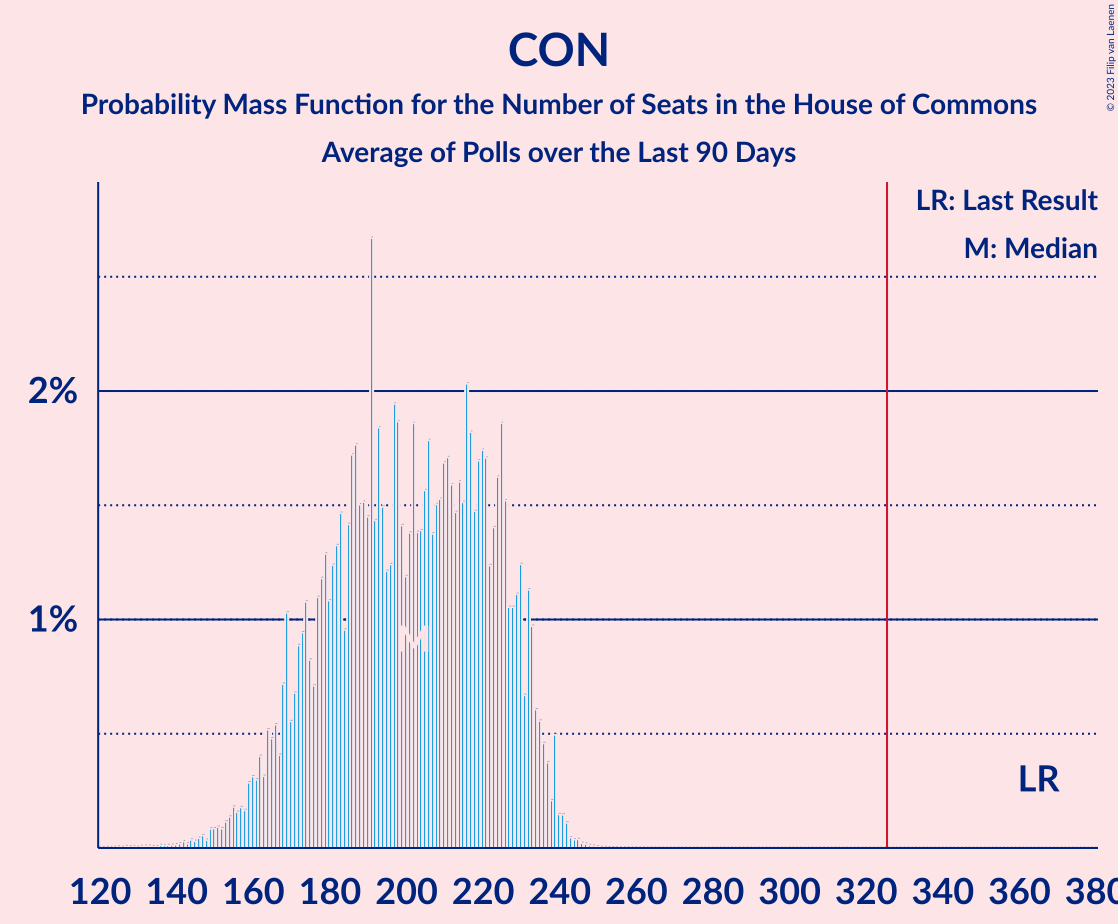 CON
Probability Mass Function for the Number of Seats in the House of Commons
Average of Polls over the Last 90 Days
© 2023 Filip van Laenen
LR: Last Result
M: Median
2%
1%
M
LR
120 140 160 180 200 220 240 260 280 300 320 340 360 380